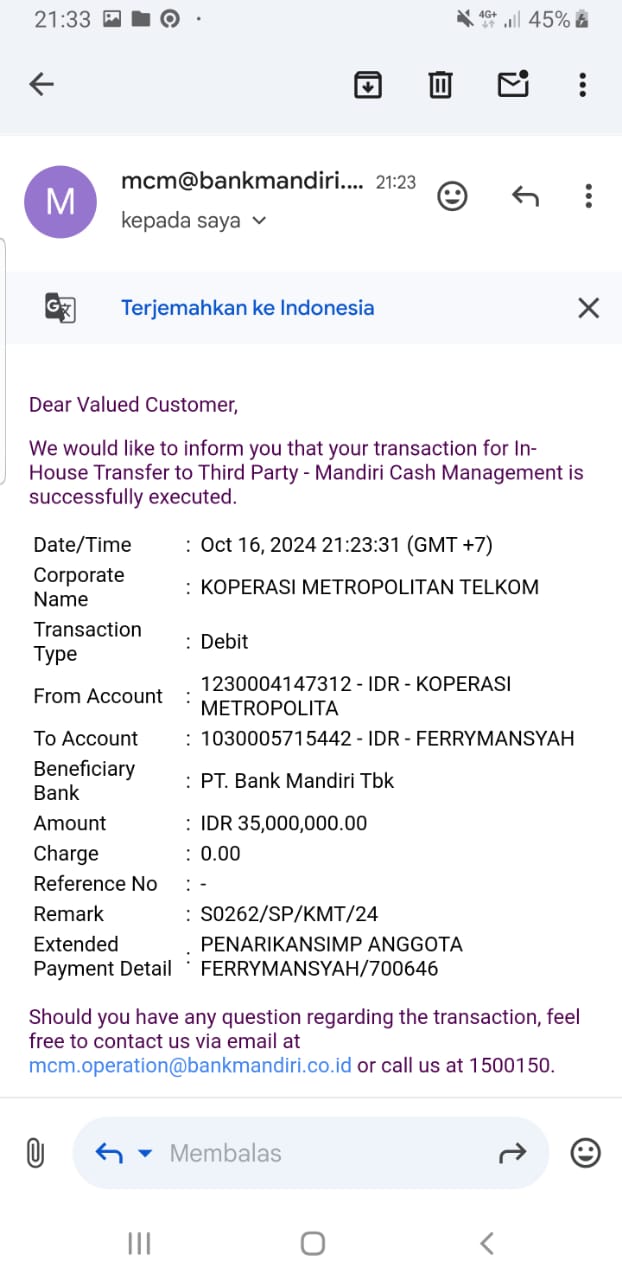 21:33
4G+ 45%
M
mcm@bankmandiri.... 21:23
kepada saya
G
Terjemahkan ke Indonesia
Dear Valued Customer,
We would like to inform you that your transaction for In-
House Transfer to Third Party - Mandiri Cash Management is
successfully executed.
Date/Time : Oct 16, 2024 21:23:31 (GMT +7)
Corporate
Name : KOPERASI METROPOLITAN TELKOM
Transaction
Type : Debit
From Account : 1230004147312 - IDR - KOPERASI
METROPOLITA
To Account : 1030005715442 - IDR - FERRYMANSYAH
Beneficiary
Bank : PT. Bank Mandiri Tbk
Amount : IDR 35,000,000.00
Charge : 0.00
Reference No : -
Remark : S0262/SP/KMT/24
Extended
Payment Detail : PENARIKANSIMP ANGGOTA
FERRYMANSYAH/700646
Should you have any question regarding the transaction, feel
free to contact us via email at
mcm.operation@bankmandiri.co.id or call us at 1500150.
Membalas